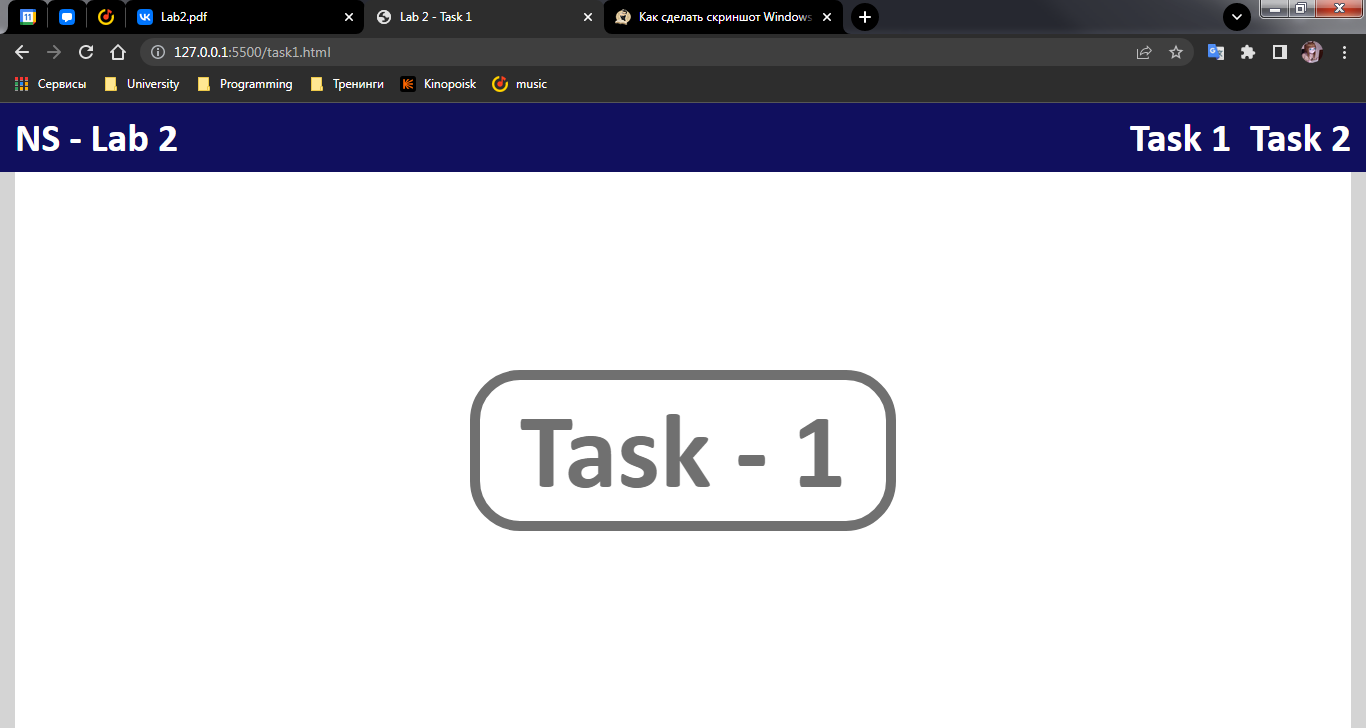 11
Lab2.pdf
Lab 2 - Task 1
Как сделать скриншот Windows
127.0.0.1:5500/task1.html
Сервисы University Programming Тренинги Kinopoisk music
NS - Lab 2 Task 1 Task 2
Task - 1